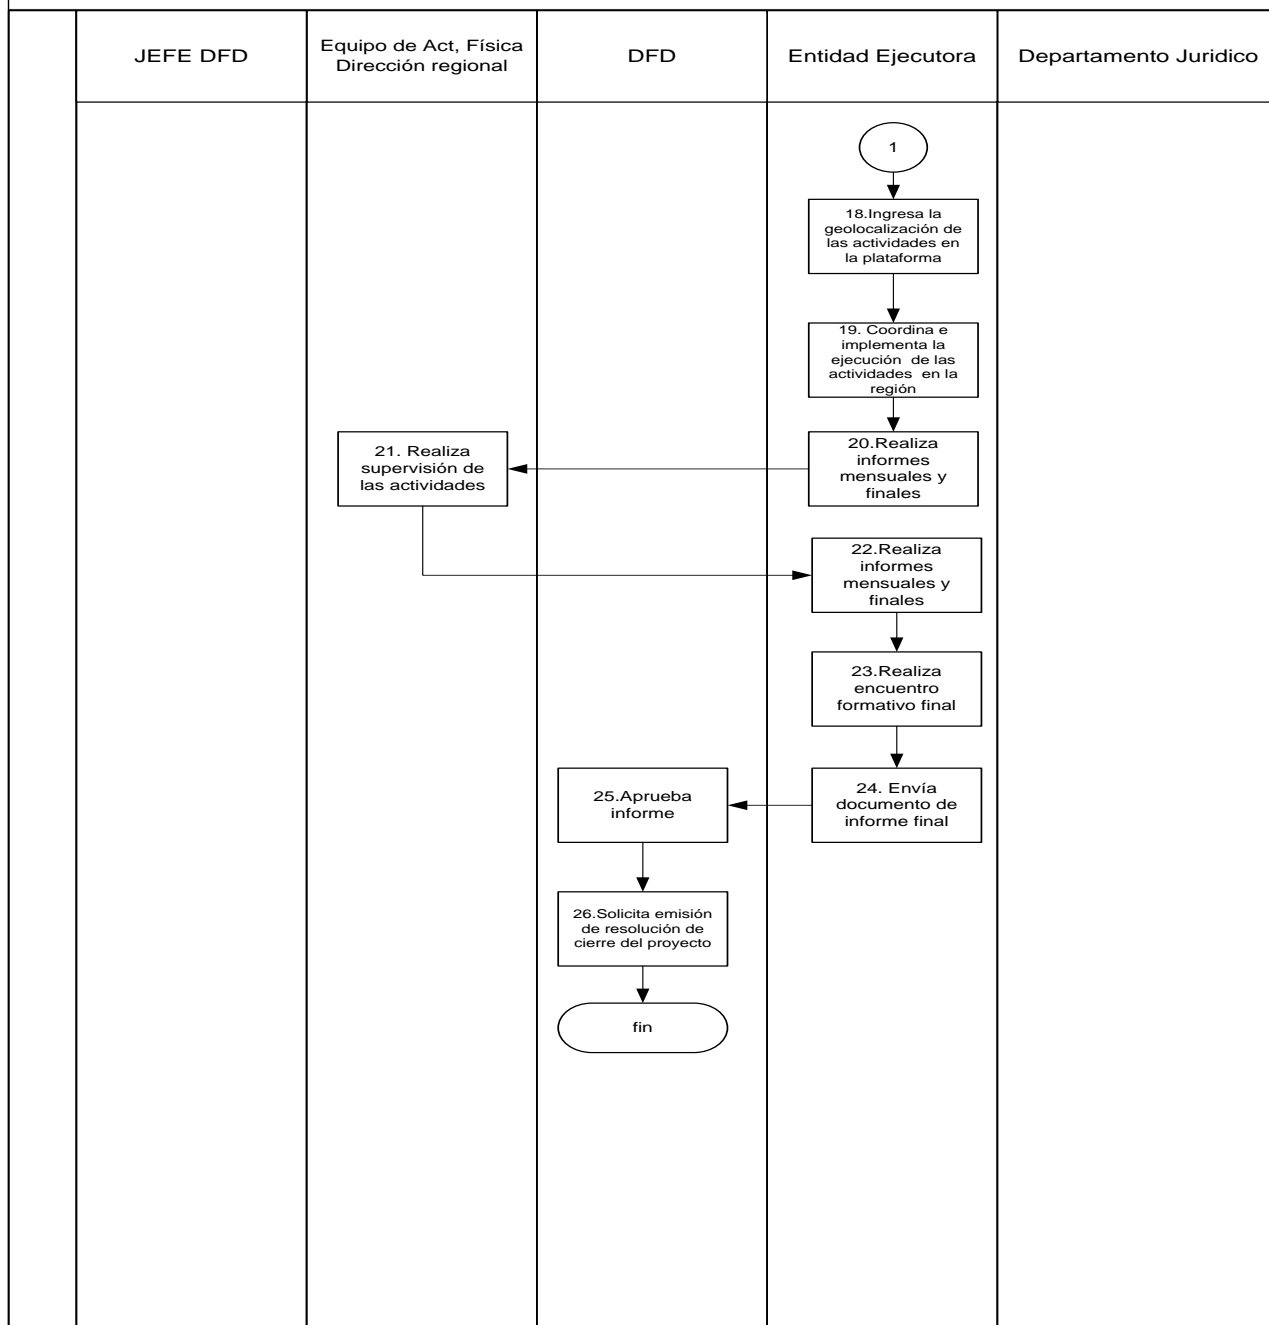 JEFE DFD
Equipo de Act, Física
Dirección regional
DFD
Entidad Ejecutora
Departamento Juridico
1
18.Ingresa la
geolocalización de
las actividades en
la plataforma
19. Coordina e
implementa la
ejecución de las
actividades en la
región
20.Realiza
informes
mensuales y
finales
21. Realiza
supervisión de
las actividades
22.Realiza
informes
mensuales y
finales
23.Realiza
encuentro
formativo final
24. Envía
documento de
informe final
25.Aprueba
informe
26.Solicita emisión
de resolución de
cierre del proyecto
fin